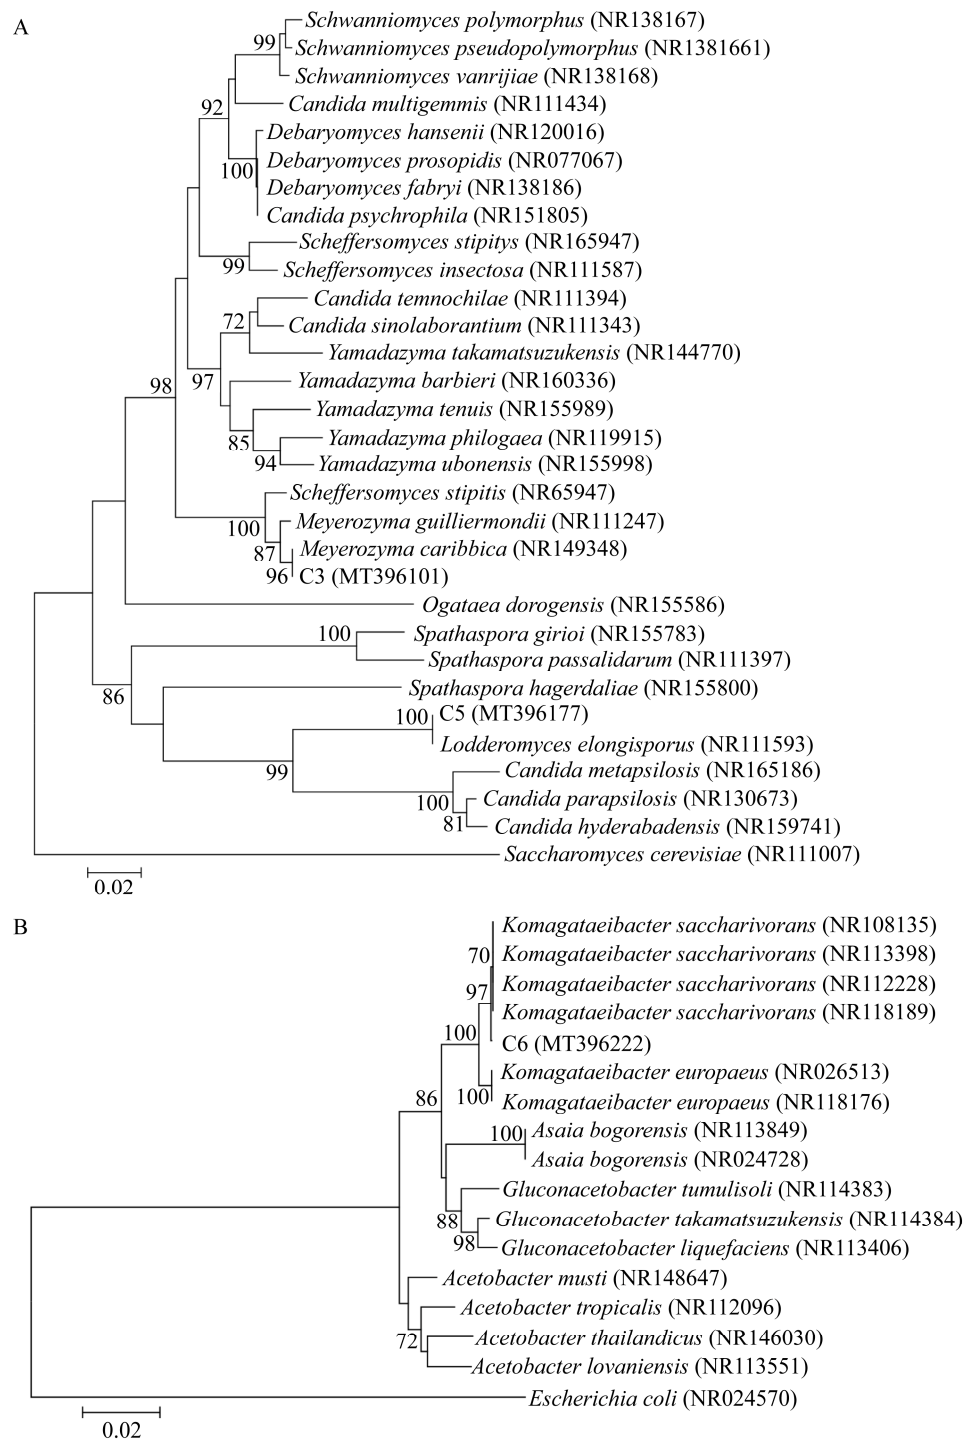 A
Schwanniomyces polymorphus (NR138167)
99
Schwanniomyces pseudopolymorphus (NR1381661)
Schwanniomyces vanrijiae (NR138168)
Candida multigemmis (NR111434)
92
Debaryomyces hansenii (NR120016)
Debaryomyces prosopidis (NR077067)
100
Debaryomyces fabryi (NR138186)
Candida psychrophila (NR151805)
Scheffersomyces stipitys (NR165947)
99
Scheffersomyces insectosa (NR111587)
Candida temnochilae (NR111394)
72
Candida sinolaborantium (NR111343)
Yamadazyma takamatsuzukensis (NR144770)
98
97
Yamadazyma barbieri (NR160336)
Yamadazyma tenuis (NR155989)
85
Yamadazyma philogaea (NR119915)
94
Yamadazyma ubonensis (NR155998)
Scheffersomyces stipitis (NR65947)
100
Meyerozyma guilliermondii (NR111247)
87
Meyerozyma caribbica (NR149348)
96
C3 (MT396101)
Ogataea dorogensis (NR155586)
100
Spathaspora girioi (NR155783)
Spathaspora passalidarum (NR111397)
86
Spathaspora hagerdaliae (NR155800)
100
C5 (MT396177)
Lodderomyces elongisporus (NR111593)
99
Candida metapsilosis (NR165186)
100
Candida parapsilosis (NR130673)
81
Candida hyderabadensis (NR159741)
Saccharomyces cerevisiae (NR111007)
0.02
B
Komagataeibacter saccharivorans (NR108135)
70
Komagataeibacter saccharivorans (NR113398)
97
Komagataeibacter saccharivorans (NR112228)
Komagataeibacter saccharivorans (NR118189)
100
C6 (MT396222)
Komagataeibacter europaeus (NR026513)
100
Komagataeibacter europaeus (NR118176)
86
100
Asaia bogorensis (NR113849)
Asaia bogorensis (NR024728)
Gluconacetobacter tumulisoli (NR114383)
88
Gluconacetobacter takamatsuzukensis (NR114384)
98
Gluconacetobacter liquefaciens (NR113406)
Acetobacter musti (NR148647)
Acetobacter tropicalis (NR112096)
72
Acetobacter thailandicus (NR146030)
Acetobacter lovaniensis (NR113551)
Escherichia coli (NR024570)
0.02